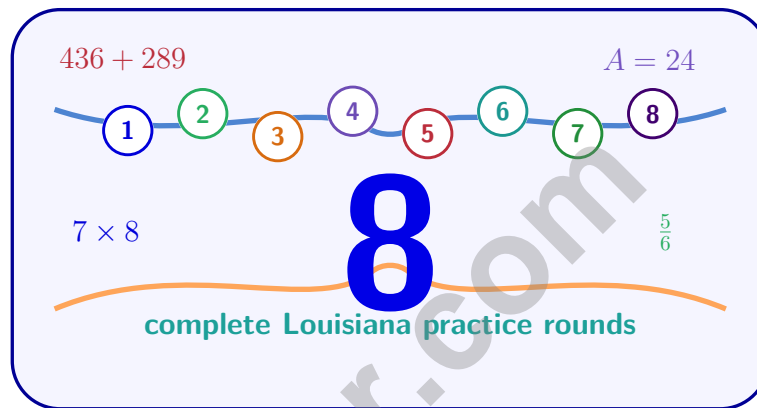 436 + 289
A = 24
1 2 3 4 5 6 7 8
8
7 × 8
5/6
complete Louisiana practice rounds
r.com